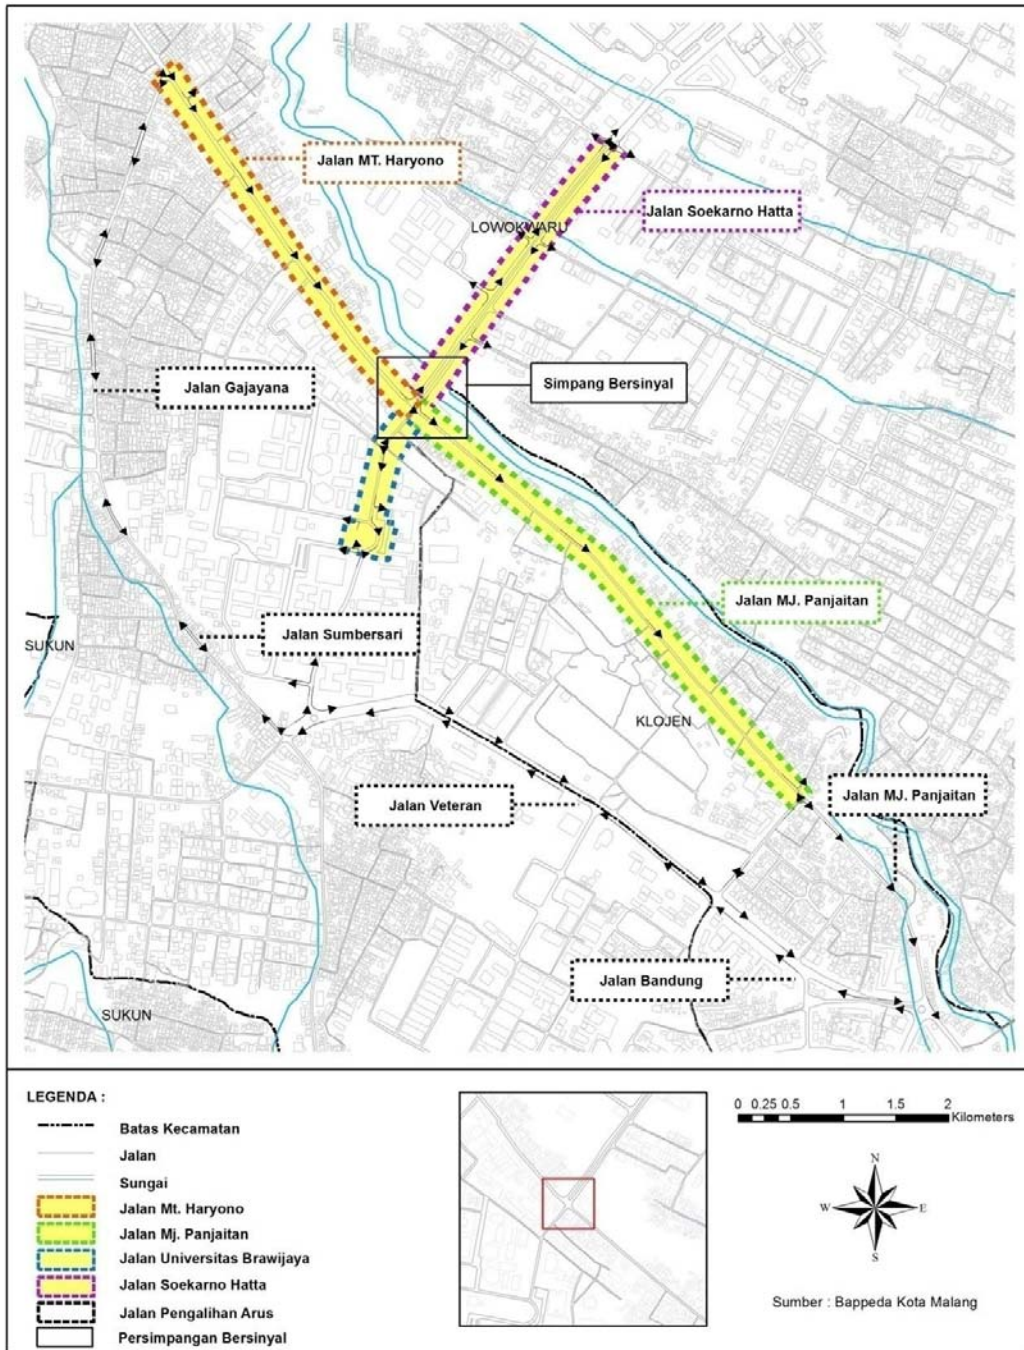 Jalan MT. Haryono
Jalan Soekarno Hatta
LOWOKWARU
Jalan Gajayana
Simpang Bersinyal
Jalan MJ. Panjaitan
Jalan Sumbersari
SUKUN
KLOJEN
Jalan Veteran
Jalan MJ. Panjaitan
Jalan Bandung
SUKUN
LEGENDA :
Batas Kecamatan
Jalan
Sungai
Jalan Mt. Haryono
Jalan Mj. Panjaitan
Jalan Universitas Brawijaya
Jalan Soekarno Hatta
Jalan Pengalihan Arus
Persimpangan Bersinyal
0 0.25 0.5 1 1.5 2
Kilometers
N
W E
S
Sumber : Bappeda Kota Malang